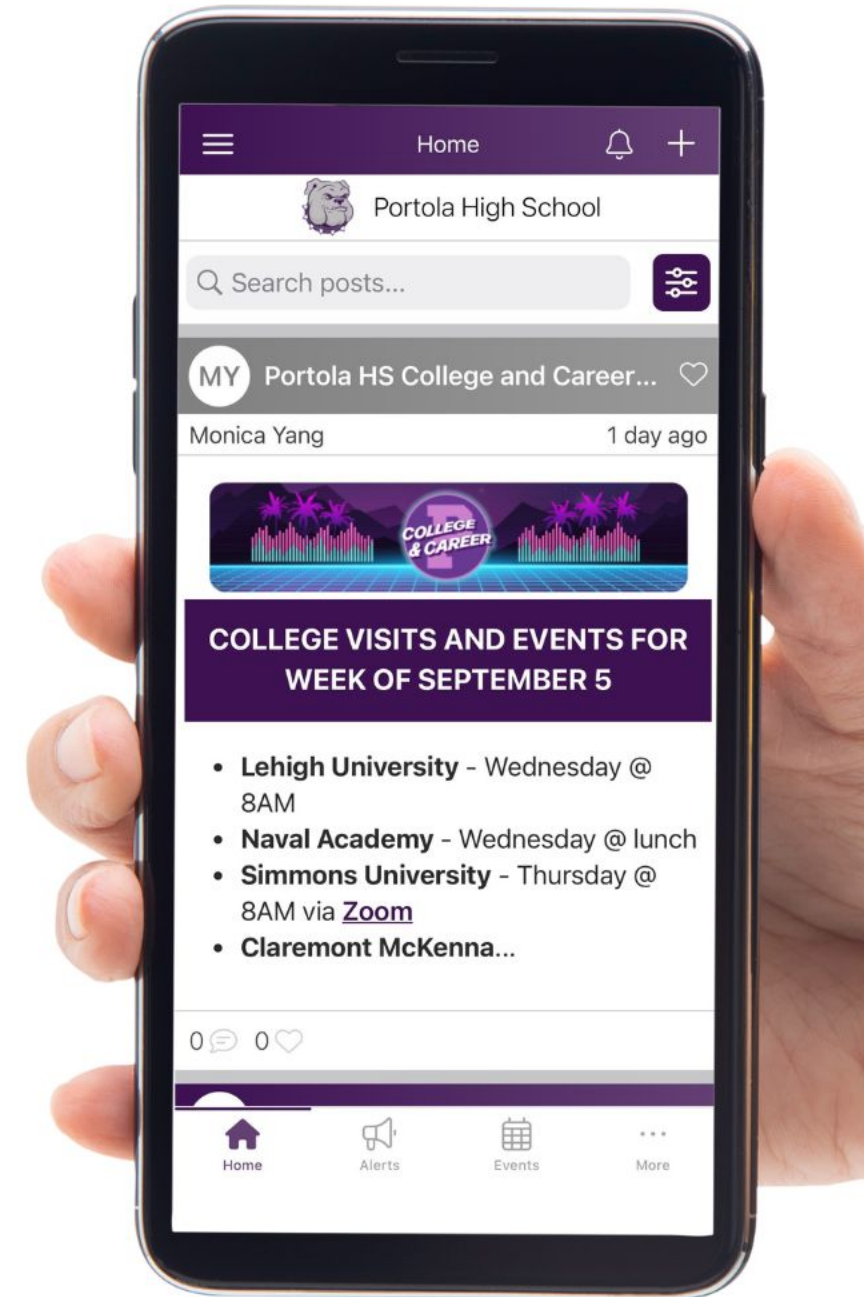 Home
Portola High School
Search posts...
MY Portola HS College and Career...
Monica Yang 1 day ago
P
COLLEGE
& CAREER
COLLEGE VISITS AND EVENTS FOR
WEEK OF SEPTEMBER 5
• Lehigh University - Wednesday @
8AM
• Naval Academy - Wednesday @ lunch
• Simmons University - Thursday @
8AM via Zoom
• Claremont McKenna...
0 0
Home Alerts Events More